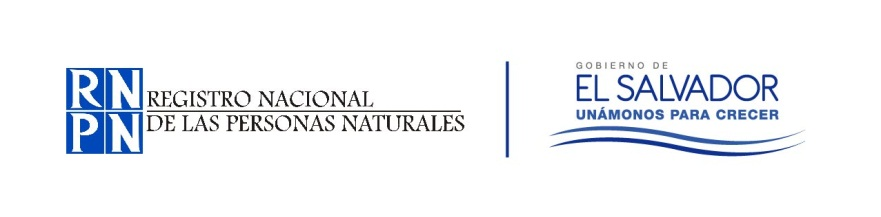 RN
PN
REGISTRO NACIONAL
DE LAS PERSONAS NATURALES
GOBIERNO DE
EL SALVADOR
UNÁMONOS PARA CRECER